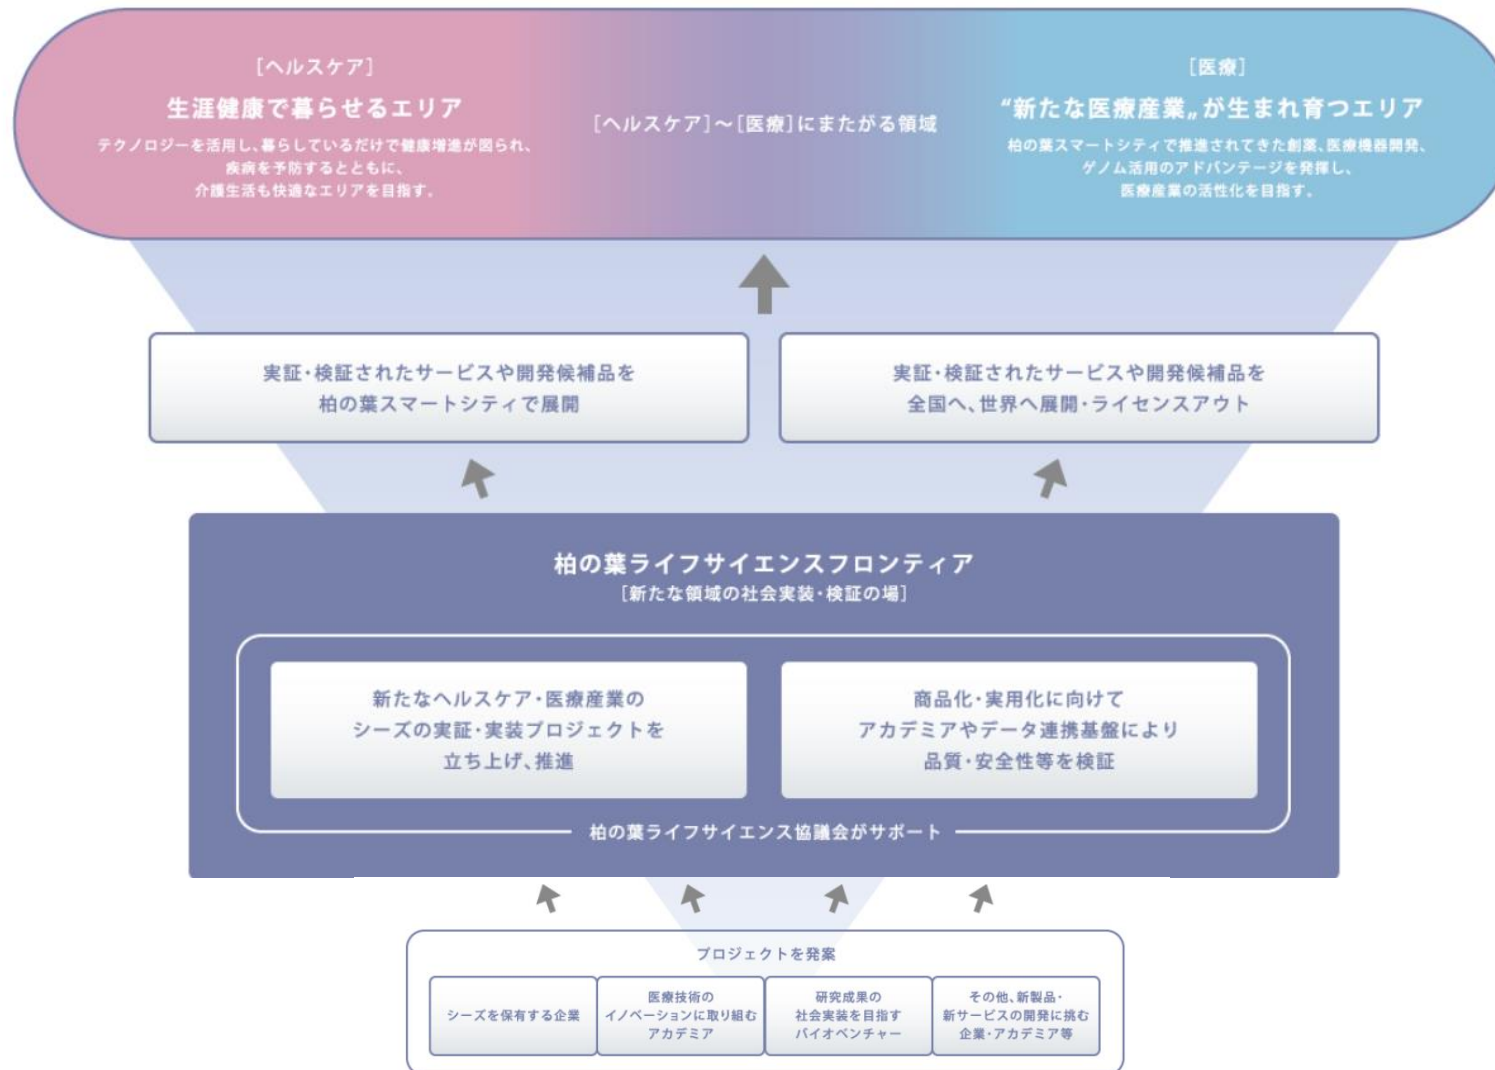 [ヘルスケア]
生涯健康で暮らせるエリア
テクノロジーを活用し、暮らしているだけで健康増進が図られ、
疾病を予防するとともに、
介護生活も快適なエリアを目指す。
[ヘルスケア]～[医療]にまたがる領域
[医療]
“新たな医療産業„が生まれ育つエリア
柏の葉スマートシティで推進されてきた創薬、医療機器開発、
ゲノム活用のアドバンテージを発揮し、
医療産業の活性化を目指す。
実証・検証されたサービスや開発候補品を
柏の葉スマートシティで展開
実証・検証されたサービスや開発候補品を
全国へ、世界へ展開・ライセンスアウト
柏の葉ライフサイエンスフロンティア
[新たな領域の社会実装・検証の場]
新たなヘルスケア・医療産業の
シーズの実証・実装プロジェクトを
立ち上げ、推進
商品化・実用化に向けて
アカデミアやデータ連携基盤により
品質・安全性等を検証
柏の葉ライフサイエンス協議会がサポート
プロジェクトを発案
シーズを保有する企業
医療技術の
イノベーションに取り組む
アカデミア
研究成果の
社会実装を目指す
バイオベンチャー
その他、新製品・
新サービスの開発に挑む
企業・アカデミア等